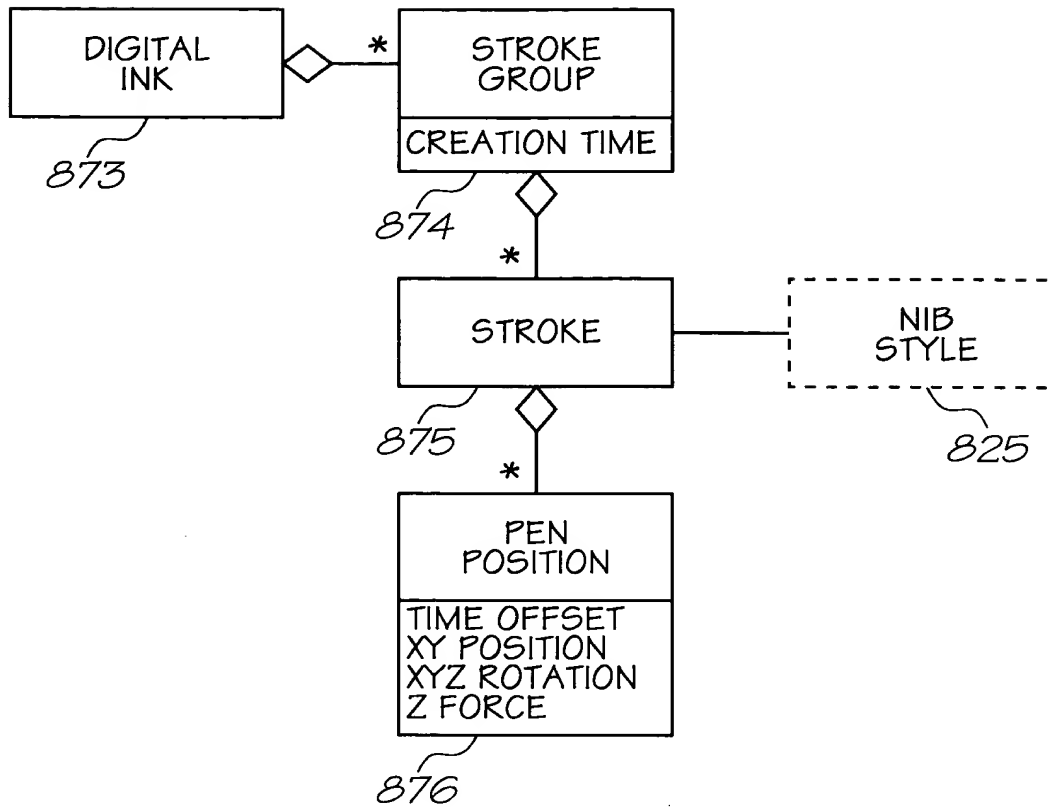 DIGITAL
INK
*
STROKE
GROUP
CREATION TIME
873
874
*
STROKE
NIB
STYLE
875
825
*
PEN
POSITION
TIME OFFSET
XY POSITION
XYZ ROTATION
Z FORCE
876